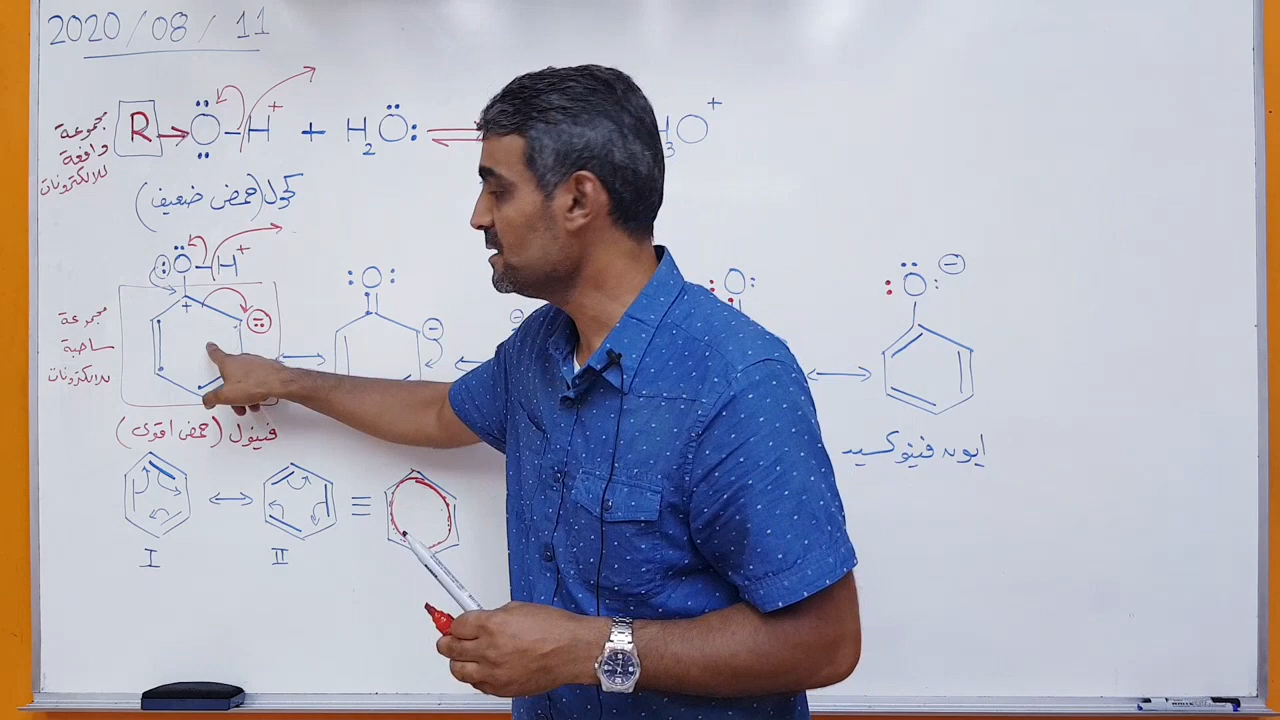 2020 / 08 / 11
مجموعة
دافعة
للالكترونات
R → O – H + + H2O: ⇌ H3O +
كحول (حمض ضعيف)
O – H +
مجموعة
ساحبة
للالكترونات
+
O
O
O
↔ ↔ ↔
فينول (حمض اقوى)
ايون فينوكسيد
↔ ≡
I II